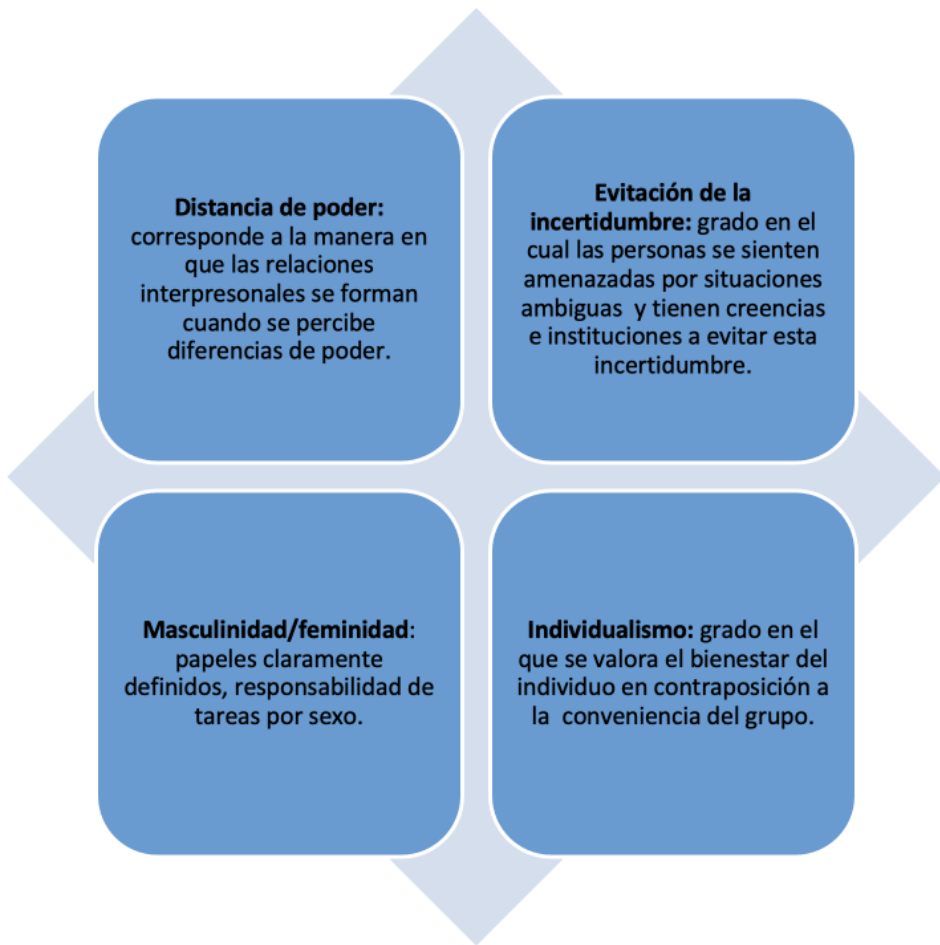 Distancia de poder:
corresponde a la manera en
que las relaciones
interpresonales se forman
cuando se percibe
diferencias de poder.
Evitación de la
incertidumbre: grado en el
cual las personas se sienten
amenazadas por situaciones
ambiguas y tienen creencias
e instituciones a evitar esta
incertidumbre.
Masculinidad/feminidad:
papeles claramente
definidos, responsabilidad de
tareas por sexo.
Individualismo: grado en el
que se valora el bienestar del
individuo en contraposición a
la conveniencia del grupo.